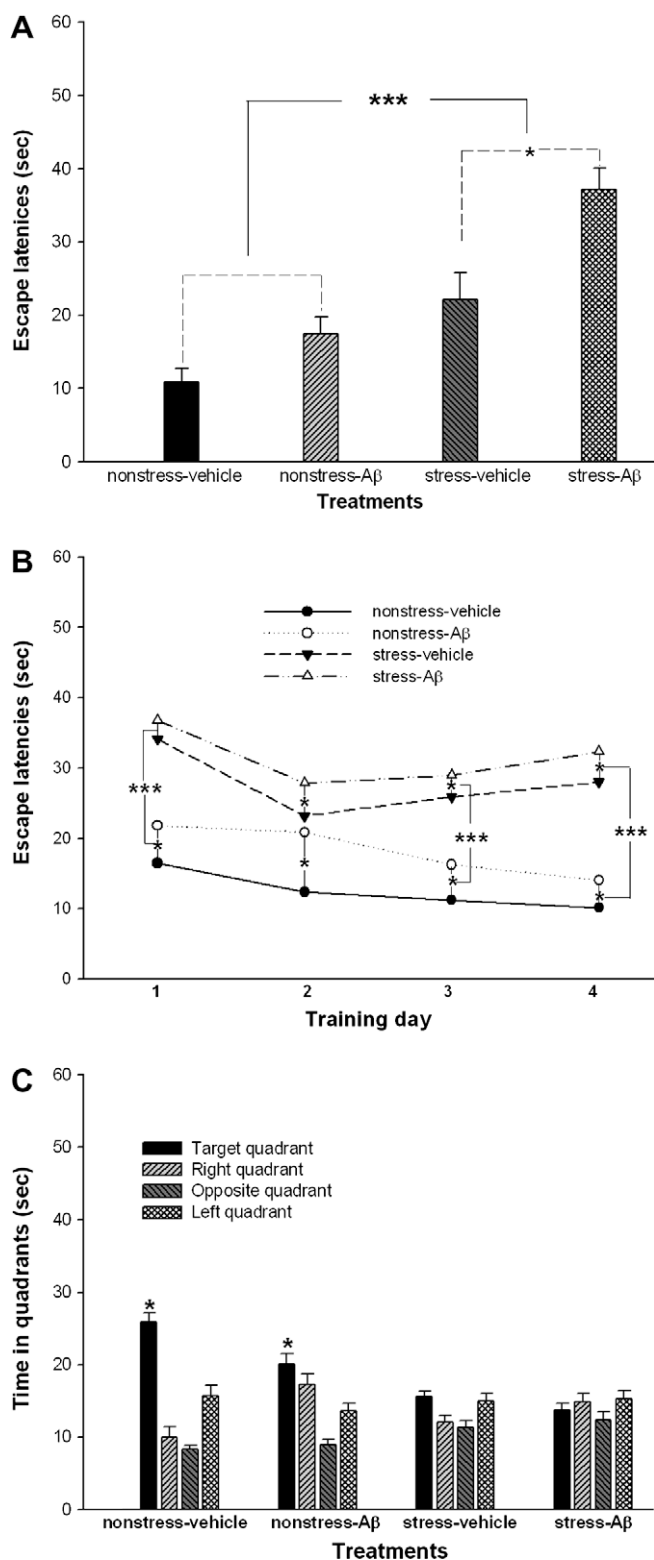 A
60
50
40
30
20
10
0
Escape latenices (sec)
***
*
nonstress-vehicle nonstress-Aβ stress-vehicle stress-Aβ
Treatments
B
60
50
40
30
20
10
0
Escape latencies (sec)
nonstress-vehicle
nonstress-Aβ
stress-vehicle
stress-Aβ
***
*
*
*
*
*
***
*
*
***
1 2 3 4
Training day
C
60
50
40
30
20
10
0
Time in quadrants (sec)
Target quadrant
Right quadrant
Opposite quadrant
Left quadrant
*
*
nonstress-vehicle nonstress-Aβ stress-vehicle stress-Aβ
Treatments